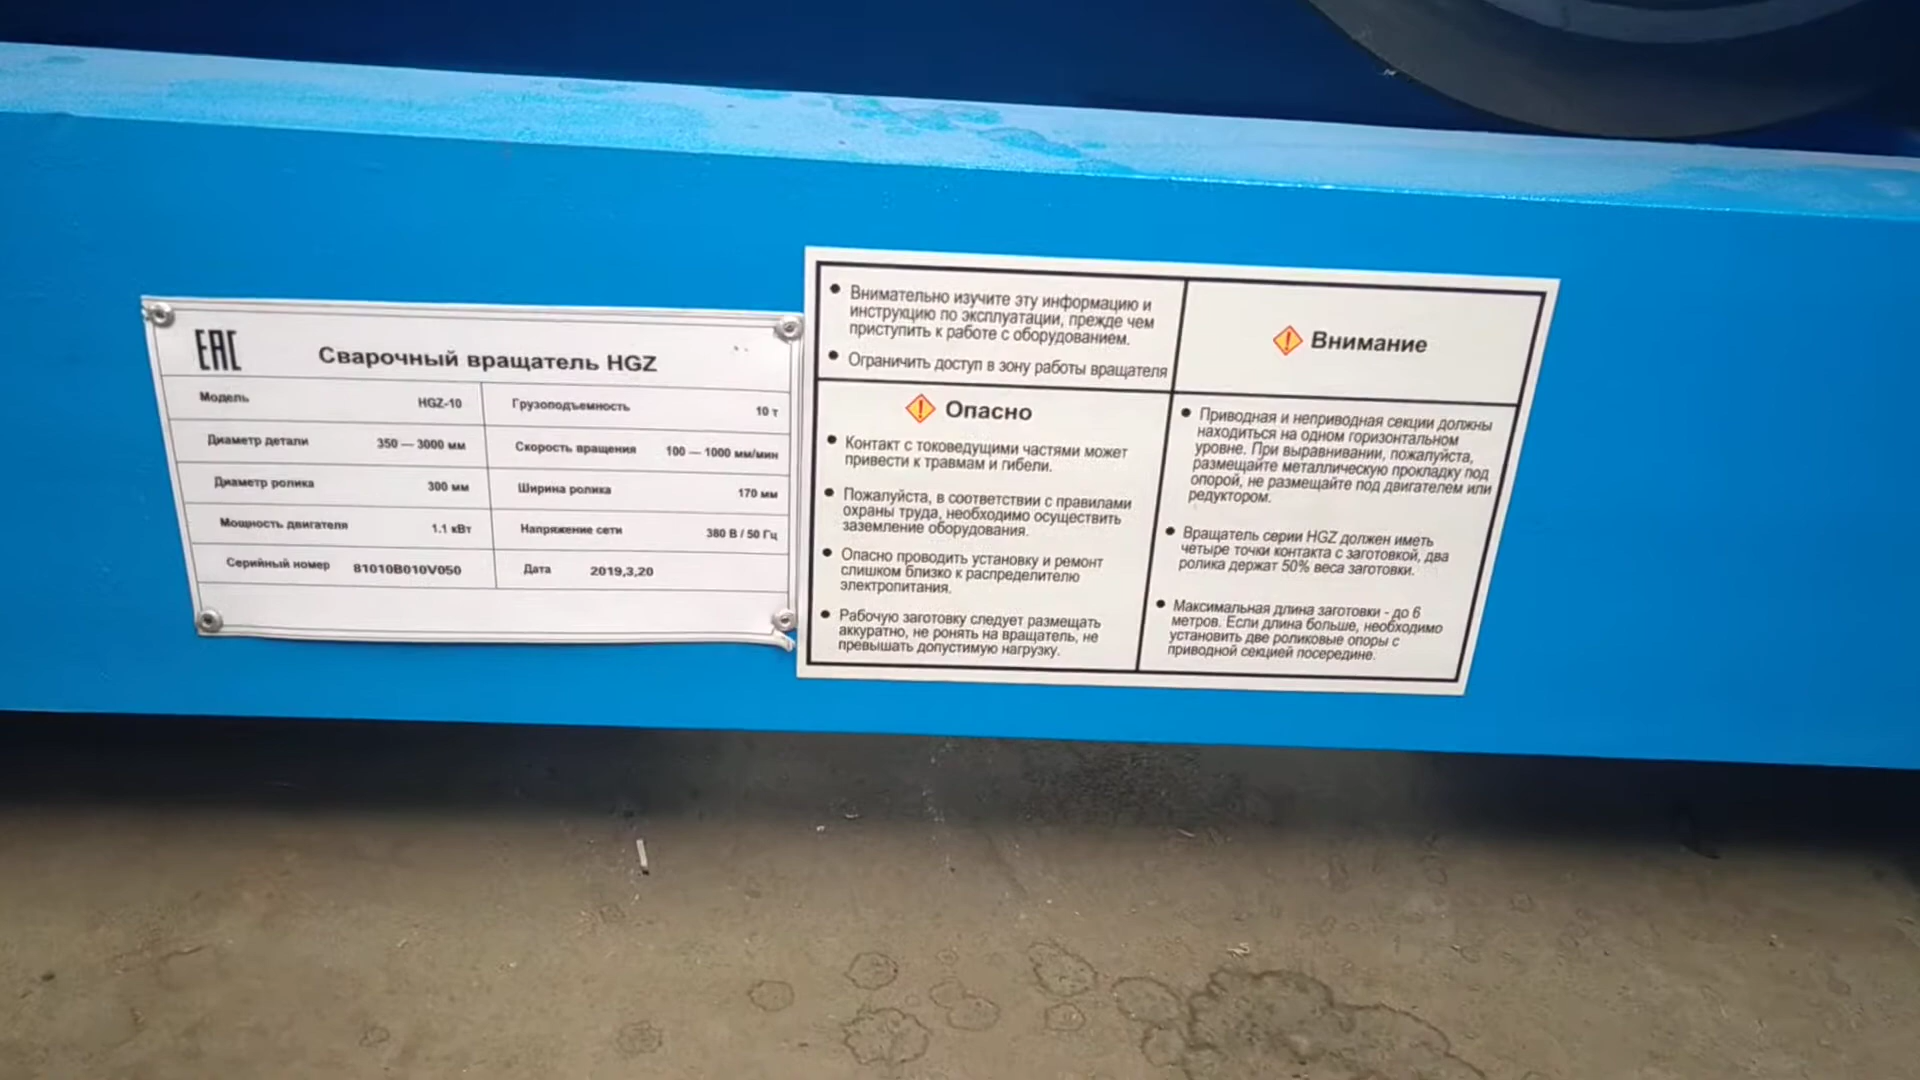 EAC
Сварочный вращатель HGZ
Модель HGZ-10 Грузоподъемность 10 т
Диаметр детали 350 — 3000 мм Скорость вращения 100 — 1000 мм/мин
Диаметр ролика 300 мм Ширина ролика 170 мм
Мощность двигателя 1.1 кВт Напряжение сети 380 В / 50 Гц
Серийный номер 81010B010V050 Дата 2019,3,20
• Внимательно изучите эту информацию и
инструкцию по эксплуатации, прежде чем
приступить к работе с оборудованием.
• Ограничить доступ в зону работы вращателя
Опасно
• Контакт с токоведущими частями может
привести к травмам и гибели.
• Пожалуйста, в соответствии с правилами
охраны труда, необходимо осуществить
заземление оборудования.
• Опасно проводить установку и ремонт
слишком близко к распределителю
электропитания.
• Рабочую заготовку следует размещать
аккуратно, не ронять на вращатель, не
превышать допустимую нагрузку.
Внимание
• Приводная и неприводная секции должны
находиться на одном горизонтальном
уровне. При выравнивании, пожалуйста,
размещайте металлическую прокладку под
опорой, не размещайте под двигателем или
редуктором.
• Вращатель серии HGZ должен иметь
четыре точки контакта с заготовкой, два
ролика держат 50% веса заготовки.
• Максимальная длина заготовки - до 6
метров. Если длина больше, необходимо
установить две роликовые опоры с
приводной секцией посередине.